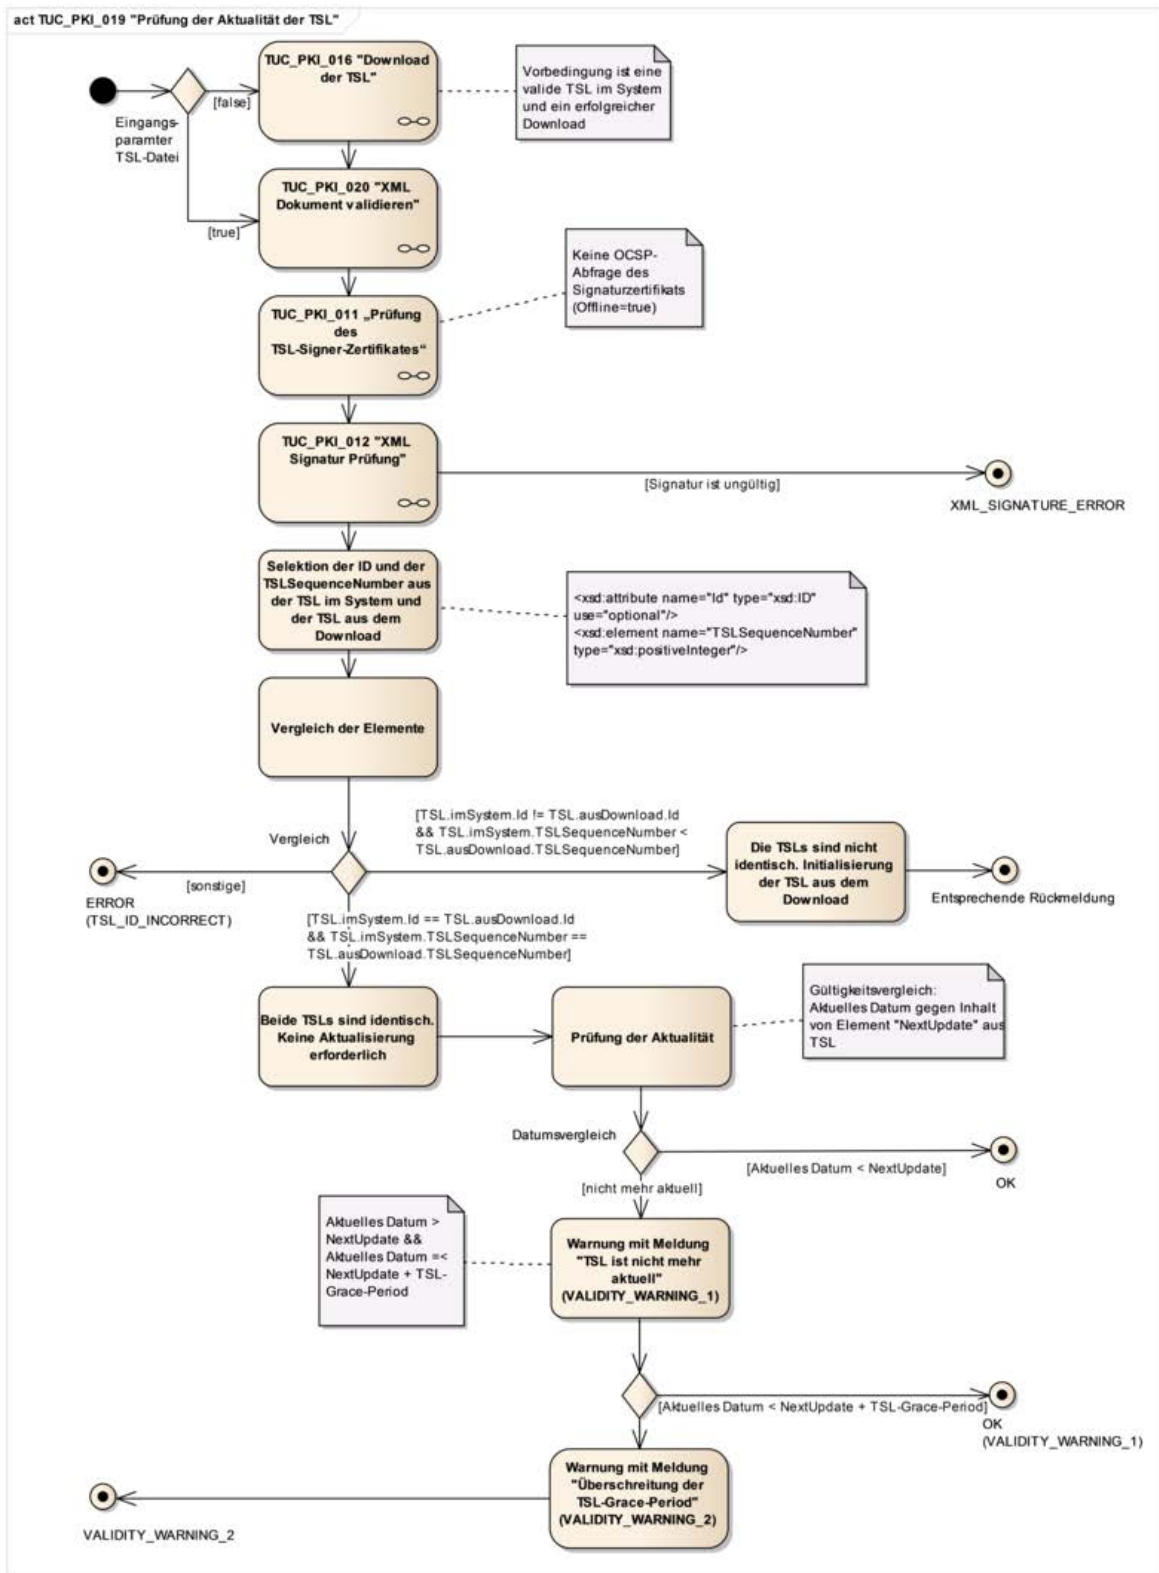 act TUC_PKI_019 "Prüfung der Aktualität der TSL"
TUC_PKI_016 "Download
der TSL"
Vorbedingung ist eine
valide TSL im System
und ein erfolgreicher
Download
[false]
Eingangs-
paramter
TSL-Datei
TUC_PKI_020 "XML
Dokument validieren"
[true]
Keine OCSP-
Abfrage des
Signaturzertifikats
(Offline=true)
TUC_PKI_011 „Prüfung
des
TSL-Signer-Zertifikates“
TUC_PKI_012 "XML
Signatur Prüfung"
[Signatur ist ungültig]
XML_SIGNATURE_ERROR
Selektion der ID und der
TSLSequenceNumber aus
der TSL im System und
der TSL aus dem
Download
<xsd:attribute name="Id" type="xsd:ID"
use="optional"/>
<xsd:element name="TSLSequenceNumber"
type="xsd:positiveInteger"/>
Vergleich der Elemente
[TSL.imSystem.Id != TSL.ausDownload.Id
&& TSL.imSystem.TSLSequenceNumber <
TSL.ausDownload.TSLSequenceNumber]
Vergleich
Die TSLs sind nicht
identisch. Initialisierung
der TSL aus dem
Download
Entsprechende Rückmeldung
[sonstige]
ERROR
(TSL_ID_INCORRECT)
[TSL.imSystem.Id == TSL.ausDownload.Id
&& TSL.imSystem.TSLSequenceNumber ==
TSL.ausDownload.TSLSequenceNumber]
Beide TSLs sind identisch.
Keine Aktualisierung
erforderlich
Prüfung der Aktualität
Gültigkeitsvergleich:
Aktuelles Datum gegen Inhalt
von Element "NextUpdate" aus
TSL
Datumsvergleich
[Aktuelles Datum < NextUpdate]
OK
[nicht mehr aktuell]
Aktuelles Datum >
NextUpdate &&
Aktuelles Datum =<
NextUpdate + TSL-
Grace-Period
Warnung mit Meldung
"TSL ist nicht mehr
aktuell"
(VALIDITY_WARNING_1)
[Aktuelles Datum < NextUpdate + TSL-Grace-Period]
OK
(VALIDITY_WARNING_1)
Warnung mit Meldung
"Überschreitung der
TSL-Grace-Period"
(VALIDITY_WARNING_2)
VALIDITY_WARNING_2